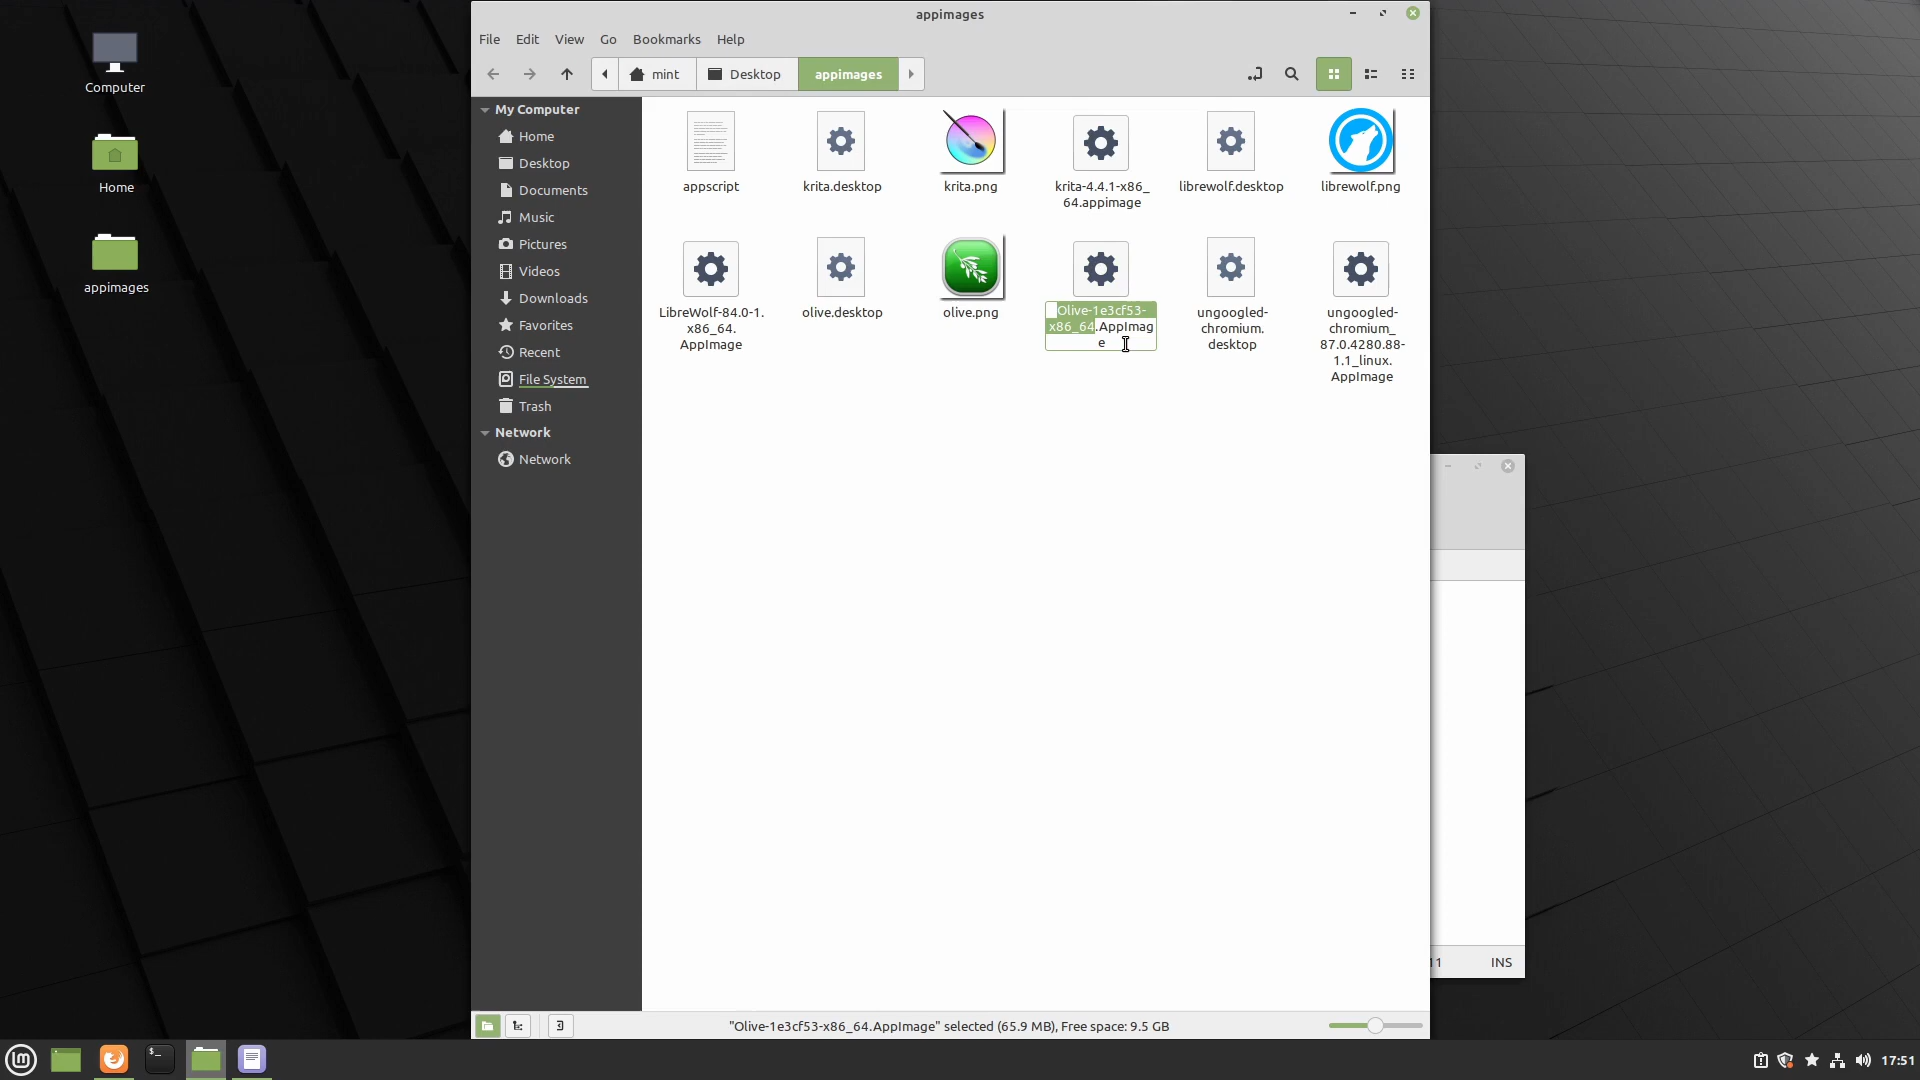 appimages
File Edit View Go Bookmarks Help
mint Desktop appimages
Computer
Home
appimages
My Computer
Home
Desktop
Documents
Music
Pictures
Videos
Downloads
Favorites
Recent
File System
Trash
Network
Network
appscript
krita.desktop
krita.png
krita-4.4.1-x86_
64.appimage
librewolf.desktop
librewolf.png
LibreWolf-84.0-1.
x86_64.
AppImage
olive.desktop
olive.png
Olive-1e3cf53-
x86_64.AppImag
e
ungoogled-
chromium.
desktop
ungoogled-
chromium_
87.0.4280.88-
1.1_linux.
AppImage
11 INS
"Olive-1e3cf53-x86_64.AppImage" selected (65.9 MB), Free space: 9.5 GB
lm
$_
17:51